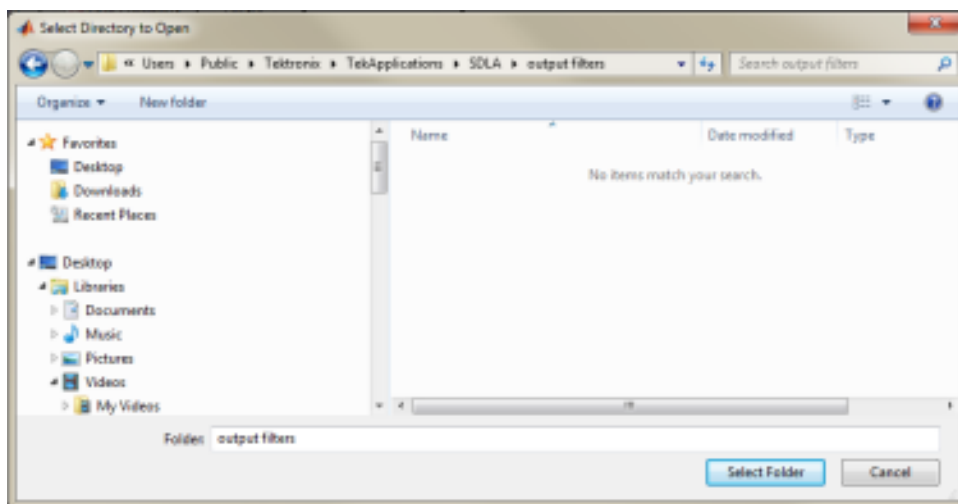 Select Directory to Open
« Users ▸ Public ▸ Tektronix ▸ TekApplications ▸ SDLA ▸ output filters
Search output filters
Organize ▾ New folder
Name Date modified Type
No items match your search.
Favorites
Desktop
Downloads
Recent Places
Desktop
Libraries
Documents
Music
Pictures
Videos
My Videos
Folder: output filters
Select Folder Cancel